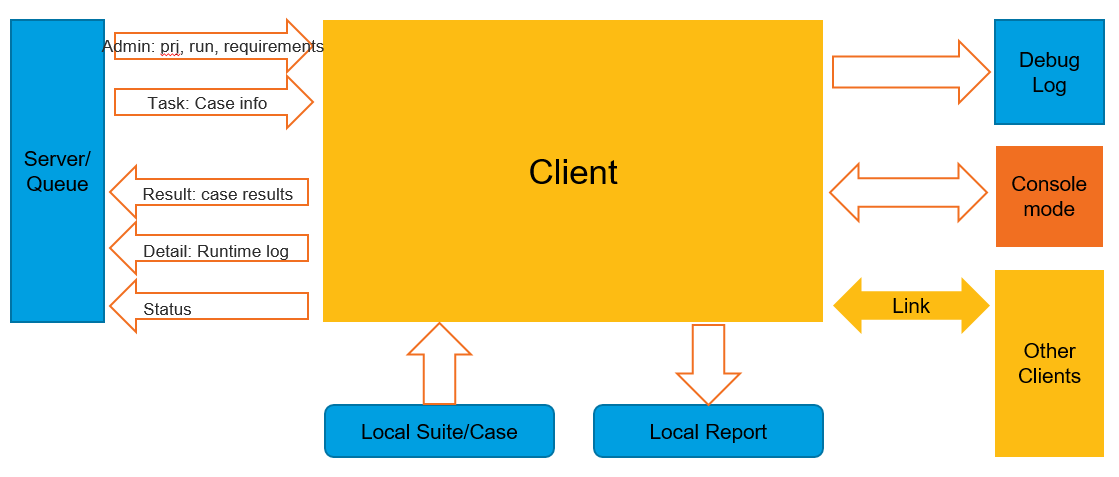 Admin: prj, run, requirements
Task: Case info
Server/
Queue
Result: case results
Detail: Runtime log
Status
Client
Debug
Log
Console
mode
Link
Other
Clients
Local Suite/Case
Local Report